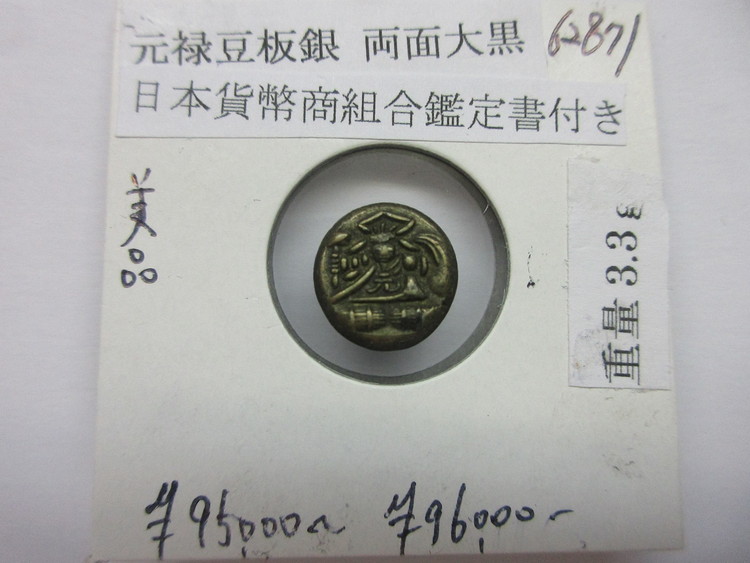 元禄豆板銀 両面大黒 62871
日本貨幣商組合鑑定書付き
美品
元
重量 3.3g
¥95,000~ ¥96,000-